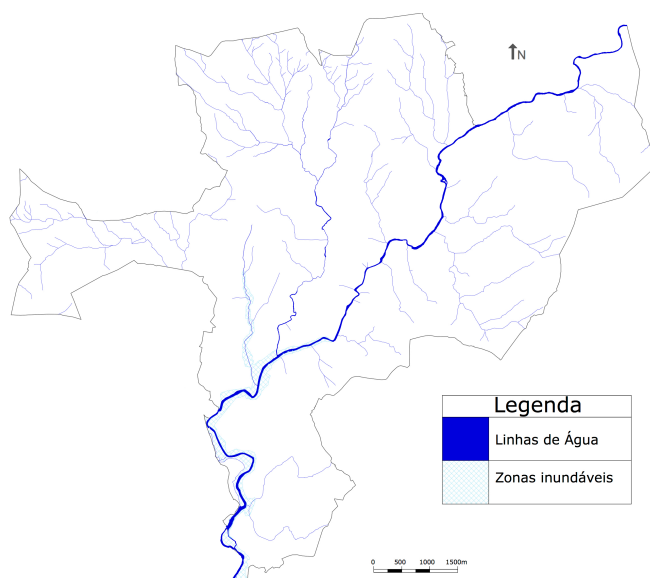 N
Legenda
Linhas de Água
Zonas inundáveis
0 500 1000 1500m